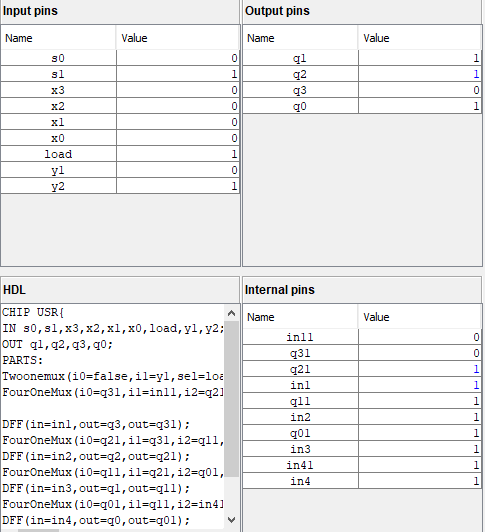 Input pins
Name Value
s0 0
s1 1
x3 0
x2 0
x1 0
x0 0
load 1
y1 0
y2 1
Output pins
Name Value
q1 1
q2 1
q3 0
q0 1
HDL
CHIP USR{
IN s0,s1,x3,x2,x1,x0,load,y1,y2;
OUT q1,q2,q3,q0;
PARTS:
Twoonemux(i0=false,i1=y1,sel=loa
FourOneMux(i0=q31,i1=in11,i2=q21
DFF(in=in1,out=q3,out=q31);
FourOneMux(i0=q21,i1=q31,i2=q11,
DFF(in=in2,out=q2,out=q21);
FourOneMux(i0=q11,i1=q21,i2=q01,
DFF(in=in3,out=q1,out=q11);
FourOneMux(i0=q01,i1=q11,i2=in41
DFF(in=in4,out=q0,out=q01);
Internal pins
Name Value
in11 0
q31 0
q21 1
in1 1
q11 1
in2 1
q01 1
in3 1
in41 1
in4 1